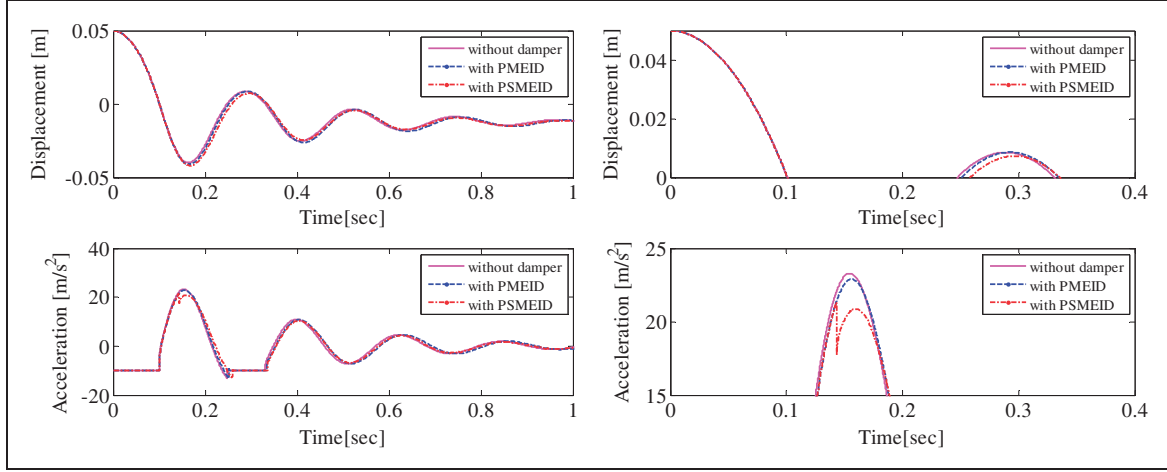 0.05
0
-0.05
Displacement [m]
0
0.2
0.4
0.6
0.8
1
Time[sec]
without damper
with PMEID
with PSMEID
0.04
0.02
0
Displacement [m]
0
0.1
0.2
0.3
0.4
Time[sec]
without damper
with PMEID
with PSMEID
40
20
0
-20
Acceleration [m/s²]
0
0.2
0.4
0.6
0.8
1
Time[sec]
without damper
with PMEID
with PSMEID
25
20
15
Acceleration [m/s²]
0
0.1
0.2
0.3
0.4
Time[sec]
without damper
with PMEID
with PSMEID